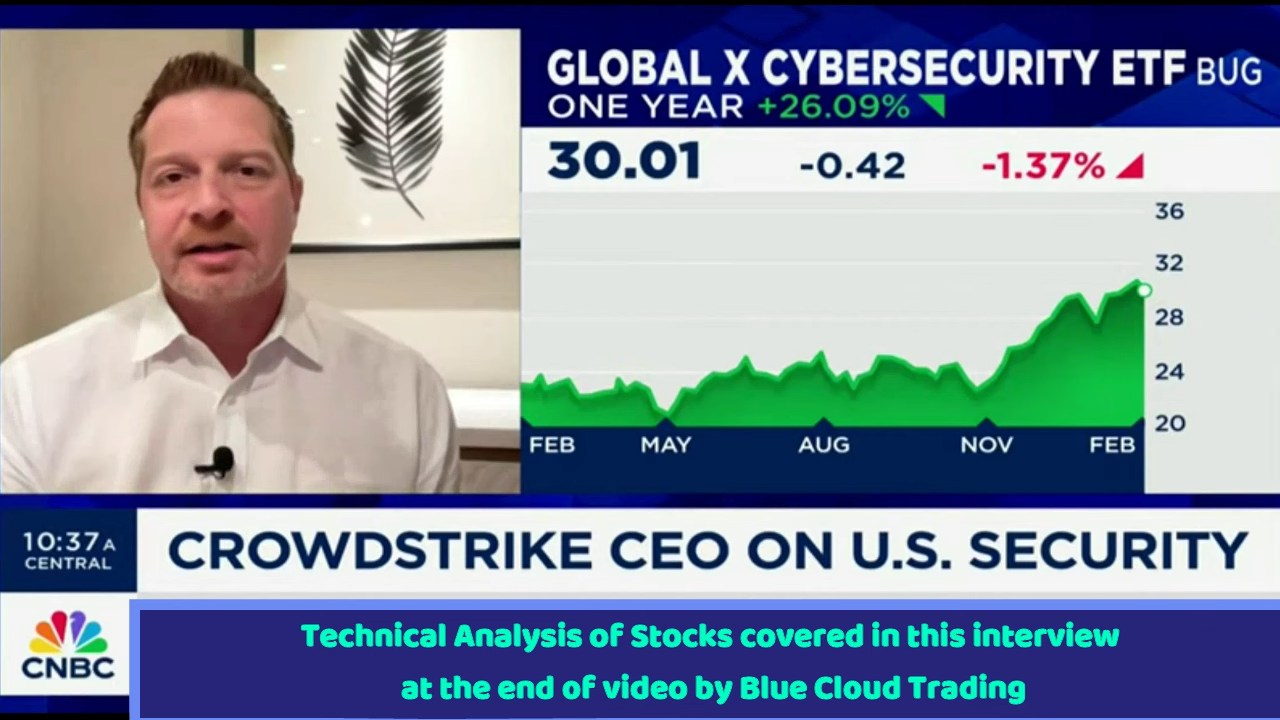 GLOBAL X CYBERSECURITY ETF BUG
ONE YEAR +26.09%
30.01 -0.42 -1.37%
36
32
28
24
20
FEB MAY AUG NOV FEB
10:37 A
CENTRAL
CROWDSTRIKE CEO ON U.S. SECURITY
CNBC
Technical Analysis of Stocks covered in this interview
at the end of video by Blue Cloud Trading